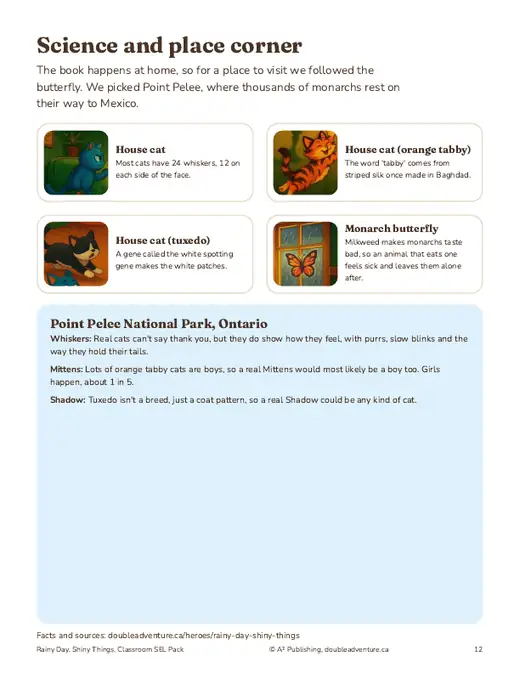 Science and place corner
The book happens at home, so for a place to visit we followed the
butterfly. We picked Point Pelee, where thousands of monarchs rest on
their way to Mexico.
House cat
Most cats have 24 whiskers, 12 on
each side of the face.
House cat (orange tabby)
The word 'tabby' comes from
striped silk once made in Baghdad.
House cat (tuxedo)
A gene called the white spotting
gene makes the white patches.
Monarch butterfly
Milkweed makes monarchs taste
bad, so an animal that eats one
feels sick and leaves them alone
after.
Point Pelee National Park, Ontario
Whiskers: Real cats can't say thank you, but they do show how they feel, with purrs, slow blinks and the
way they hold their tails.
Mittens: Lots of orange tabby cats are boys, so a real Mittens would most likely be a boy too. Girls
happen, about 1 in 5.
Shadow: Tuxedo isn't a breed, just a coat pattern, so a real Shadow could be any kind of cat.
Facts and sources: doubleadventure.ca/heroes/rainy-day-shiny-things
Rainy Day, Shiny Things, Classroom SEL Pack
© A² Publishing, doubleadventure.ca
12